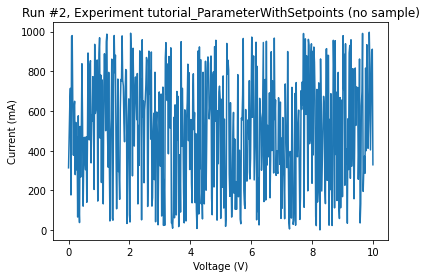 Run #2, Experiment tutorial_ParameterWithSetpoints (no sample)
Current (mA)
1000
800
600
400
200
0
0 2 4 6 8 10
Voltage (V)